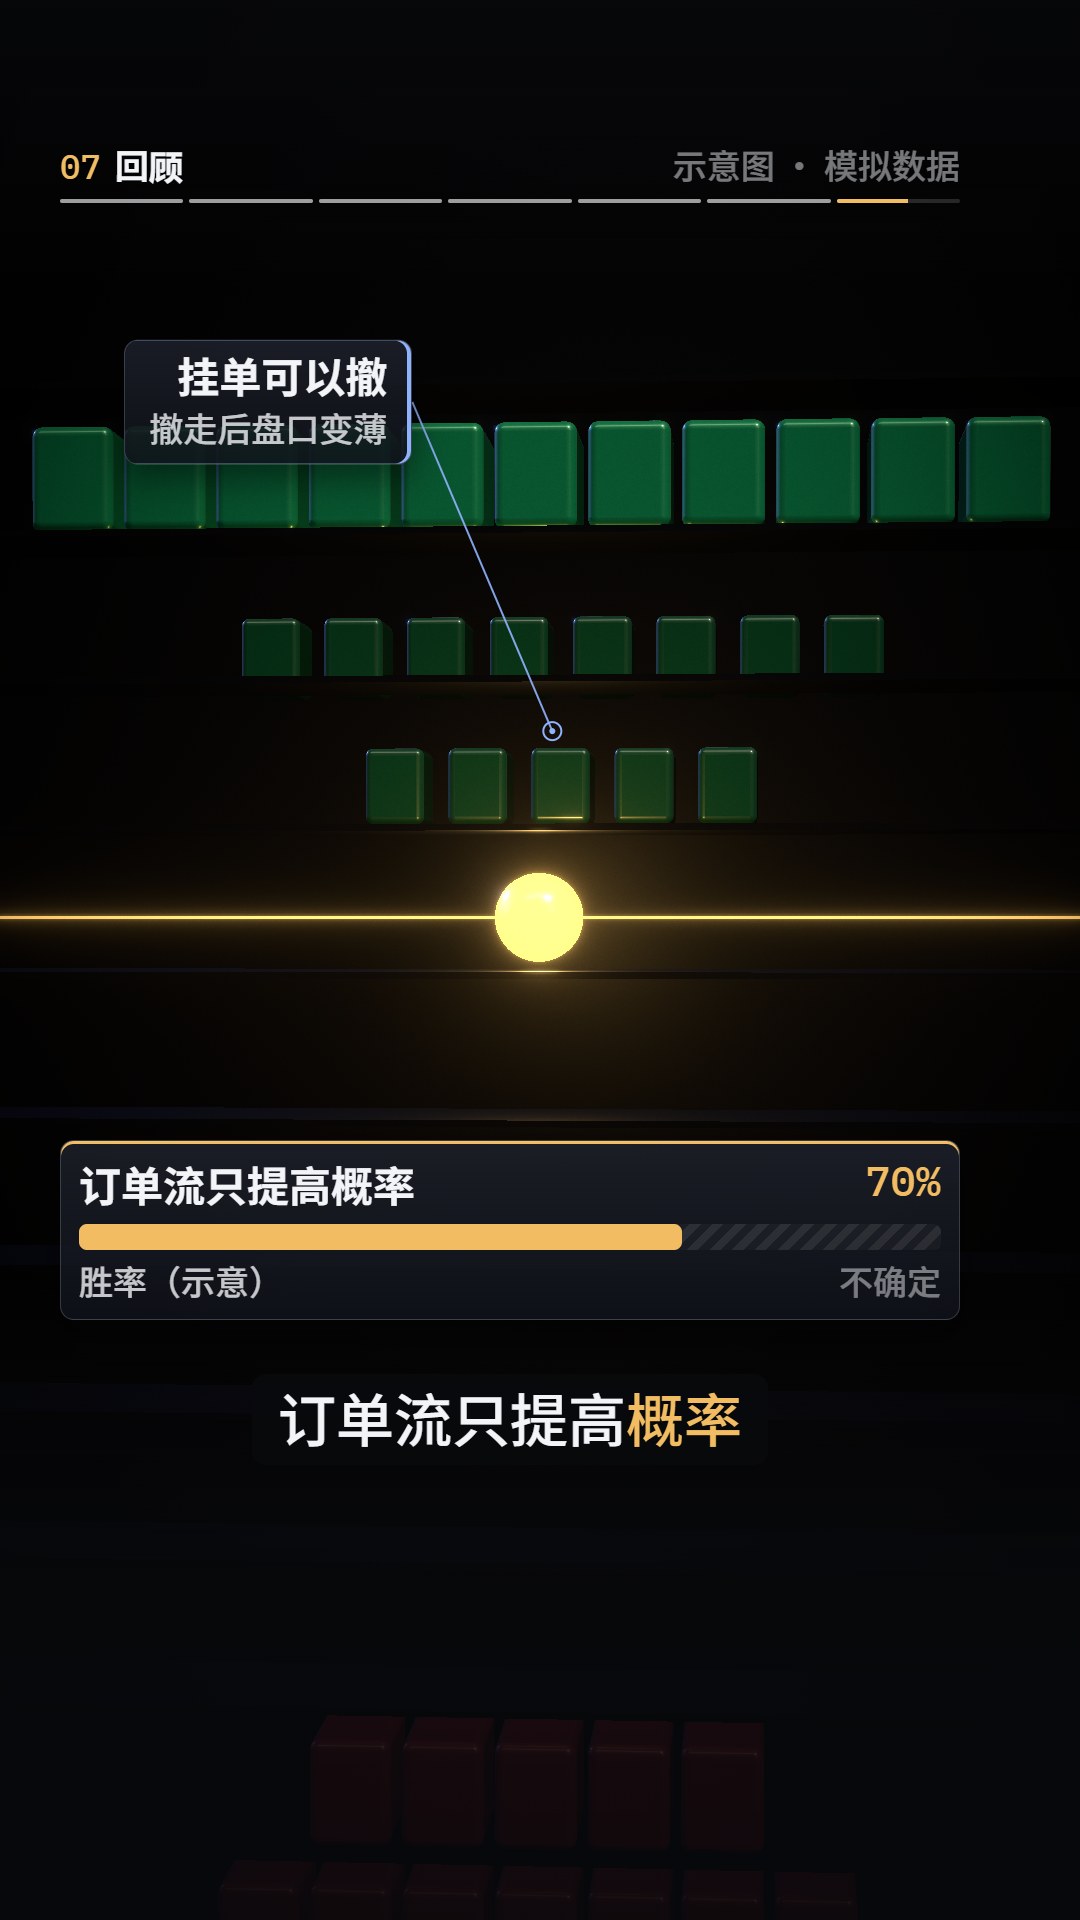 07 回顾
示意图 · 模拟数据
挂单可以撤
撤走后盘口变薄
订单流只提高概率
70%
胜率（示意）
不确定
订单流只提高概率